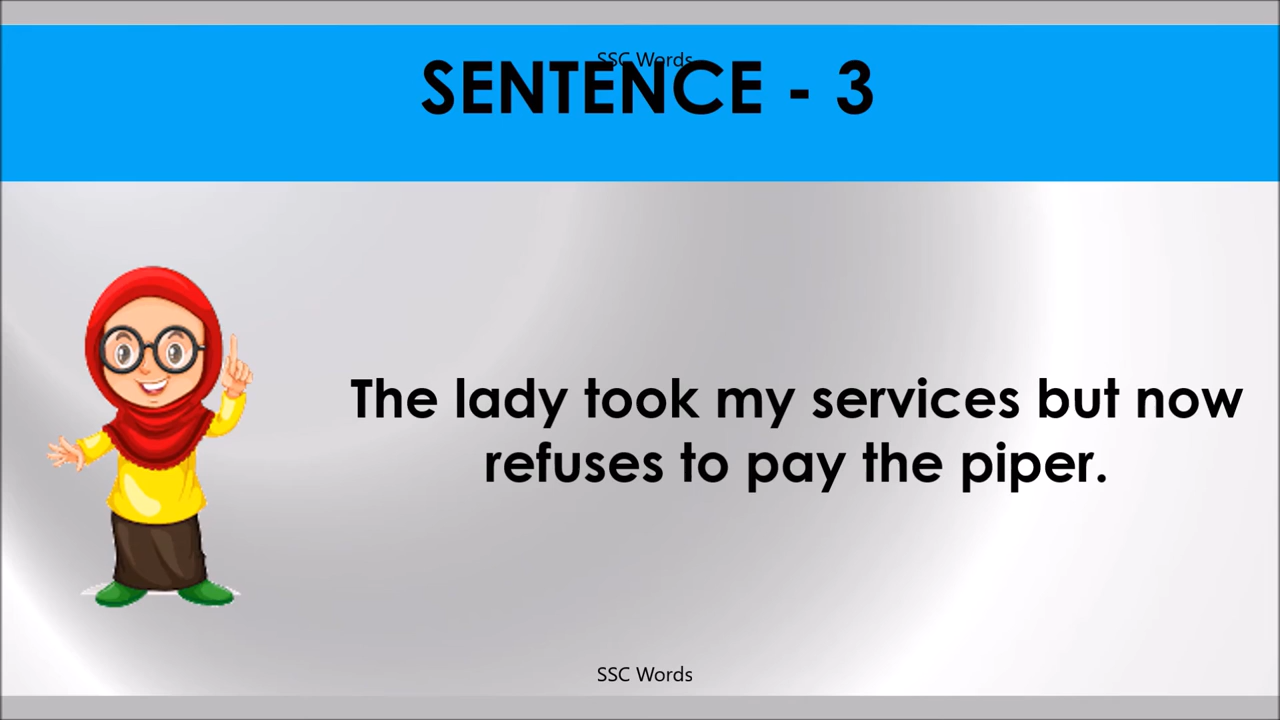 SSC Words
SENTENCE - 3
The lady took my services but now
refuses to pay the piper.
SSC Words